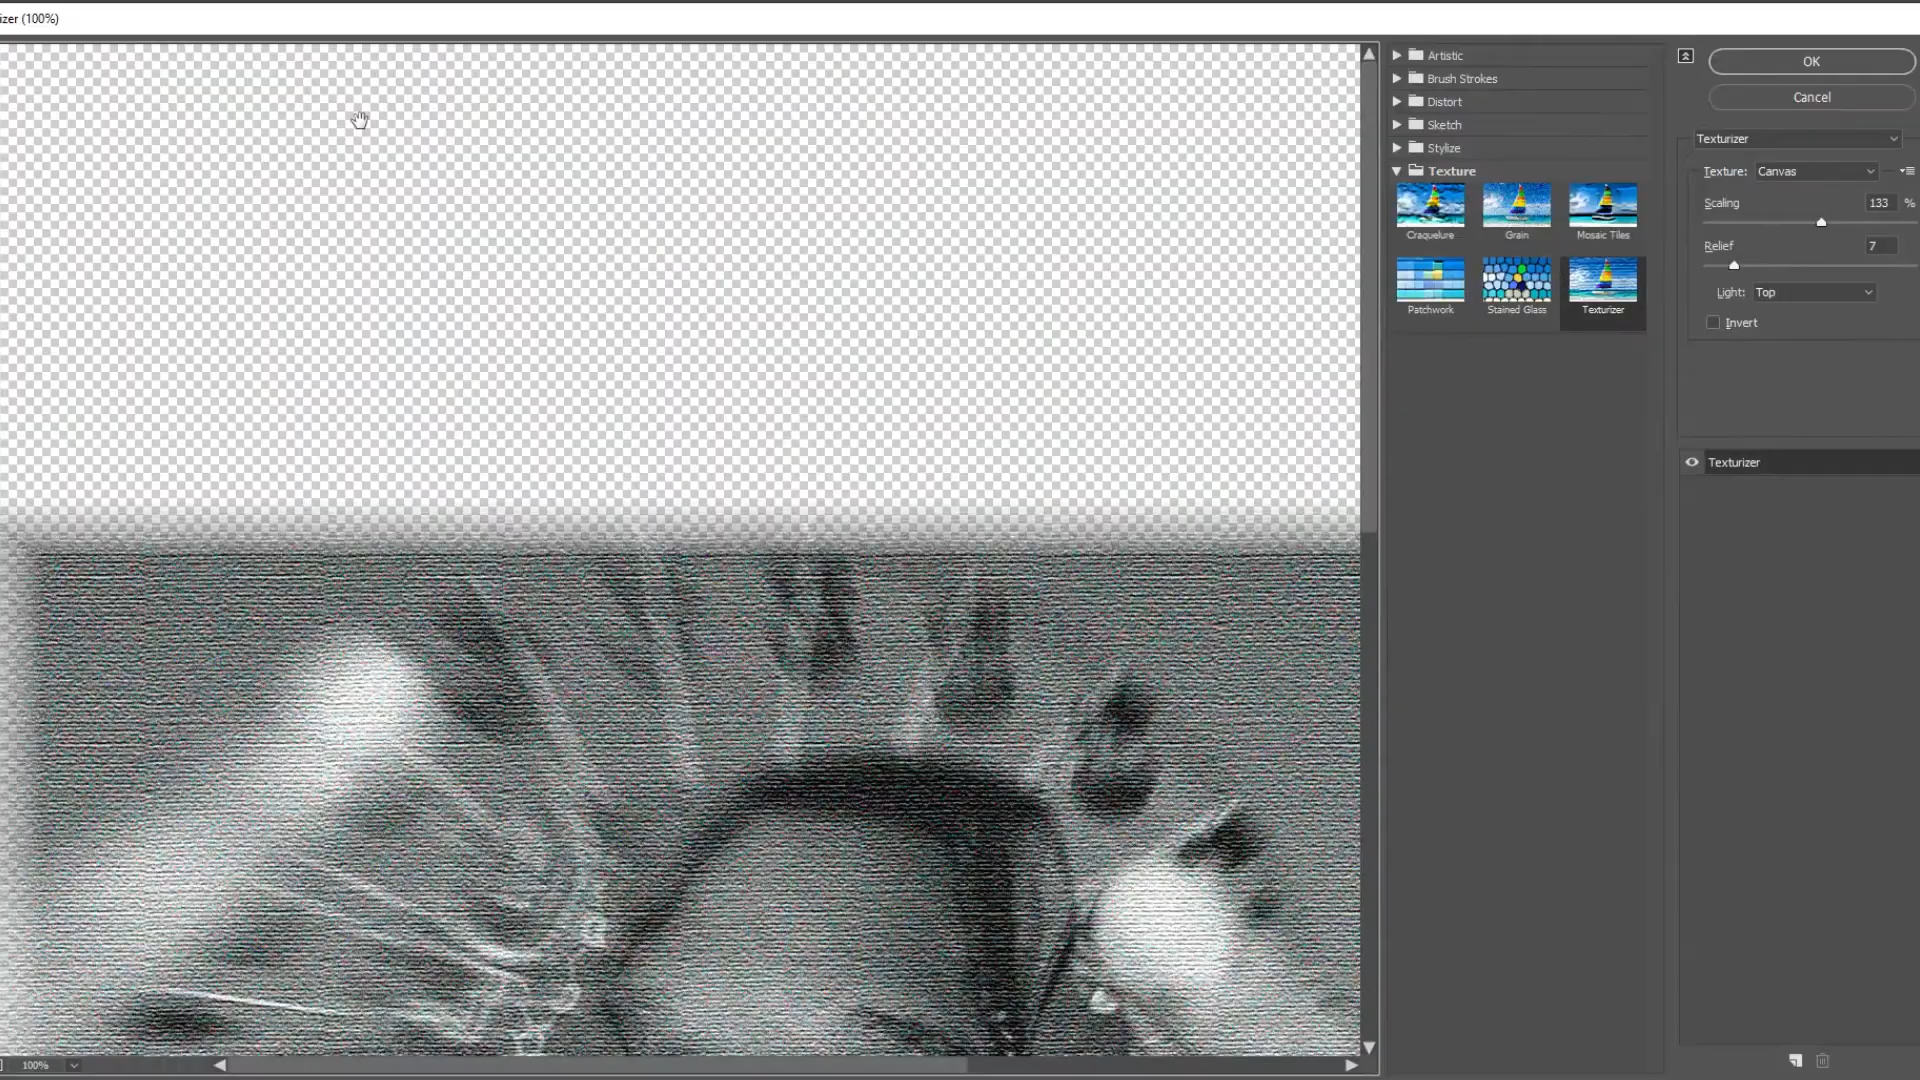 izer (100%)
Artistic
Brush Strokes
Distort
Sketch
Stylize
Texture
Craquelure
Grain
Mosaic Tiles
Patchwork
Stained Glass
Texturizer
OK
Cancel
Texturizer
Texture: Canvas
Scaling 133 %
Relief 7
Light: Top
Invert
Texturizer
100%